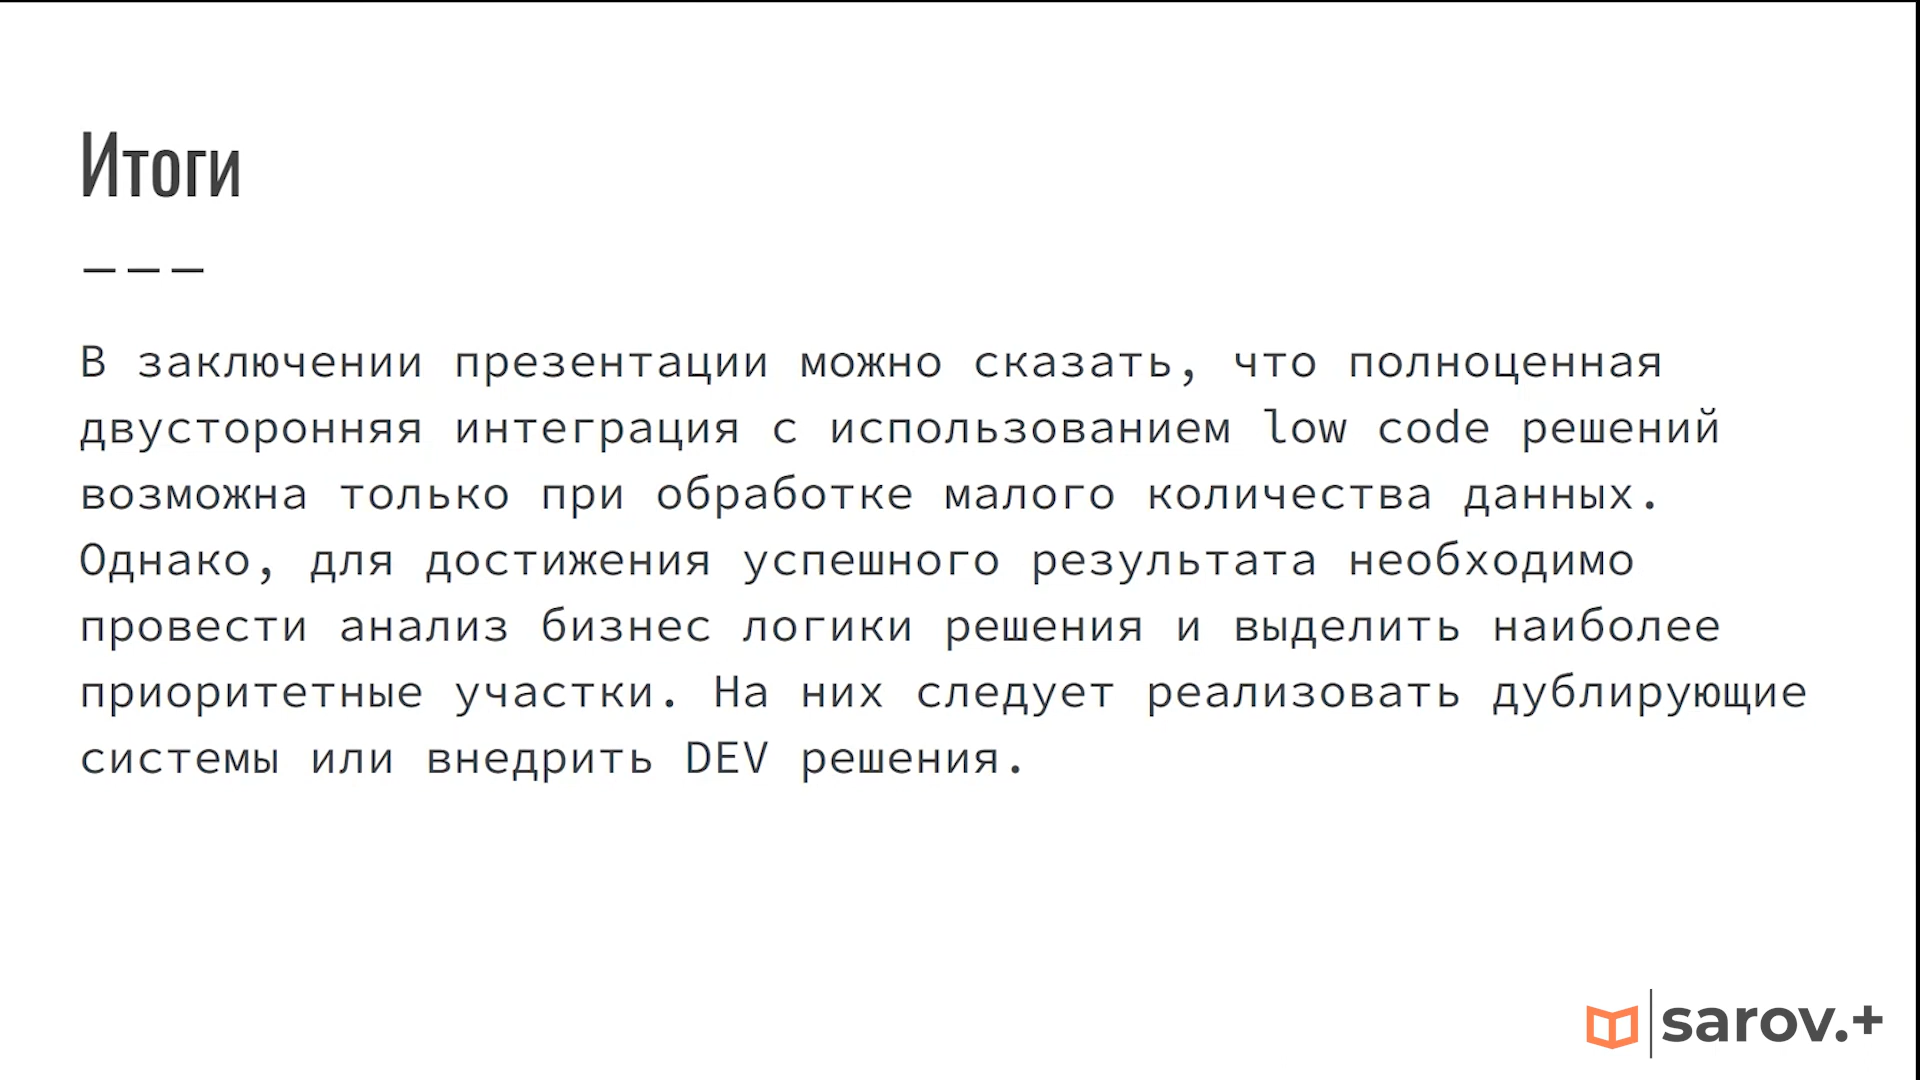 Итоги
———
В заключении презентации можно сказать, что полноценная
двусторонняя интеграция с использованием low code решений
возможна только при обработке малого количества данных.
Однако, для достижения успешного результата необходимо
провести анализ бизнес логики решения и выделить наиболее
приоритетные участки. На них следует реализовать дублирующие
системы или внедрить DEV решения.
sarov.+